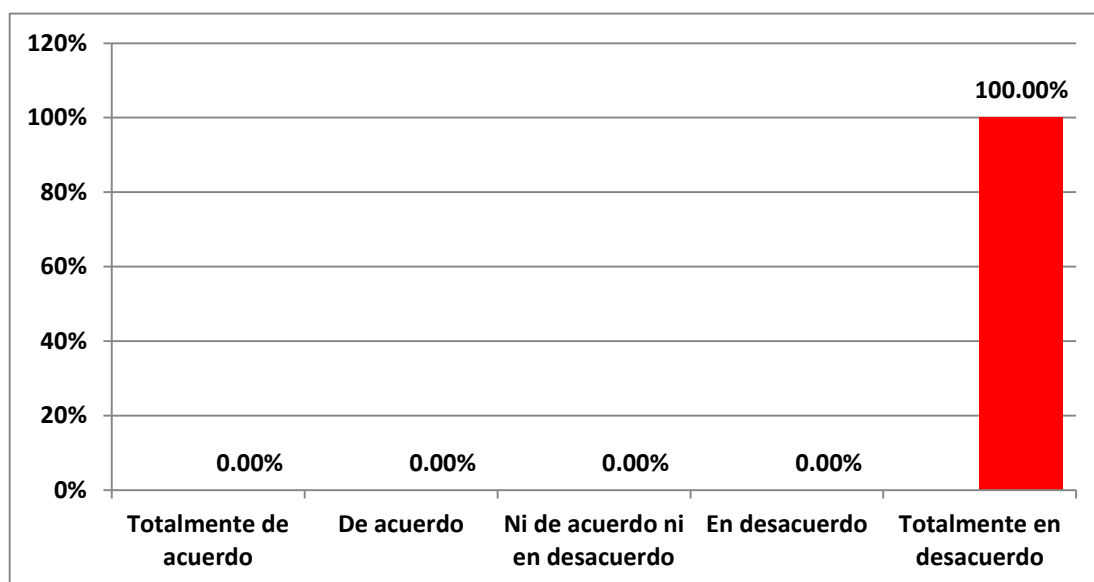 120%
100.00%
100%
80%
60%
40%
20%
0.00% 0.00% 0.00% 0.00%
0%
Totalmente de acuerdo
De acuerdo
Ni de acuerdo ni en desacuerdo
En desacuerdo
Totalmente en desacuerdo